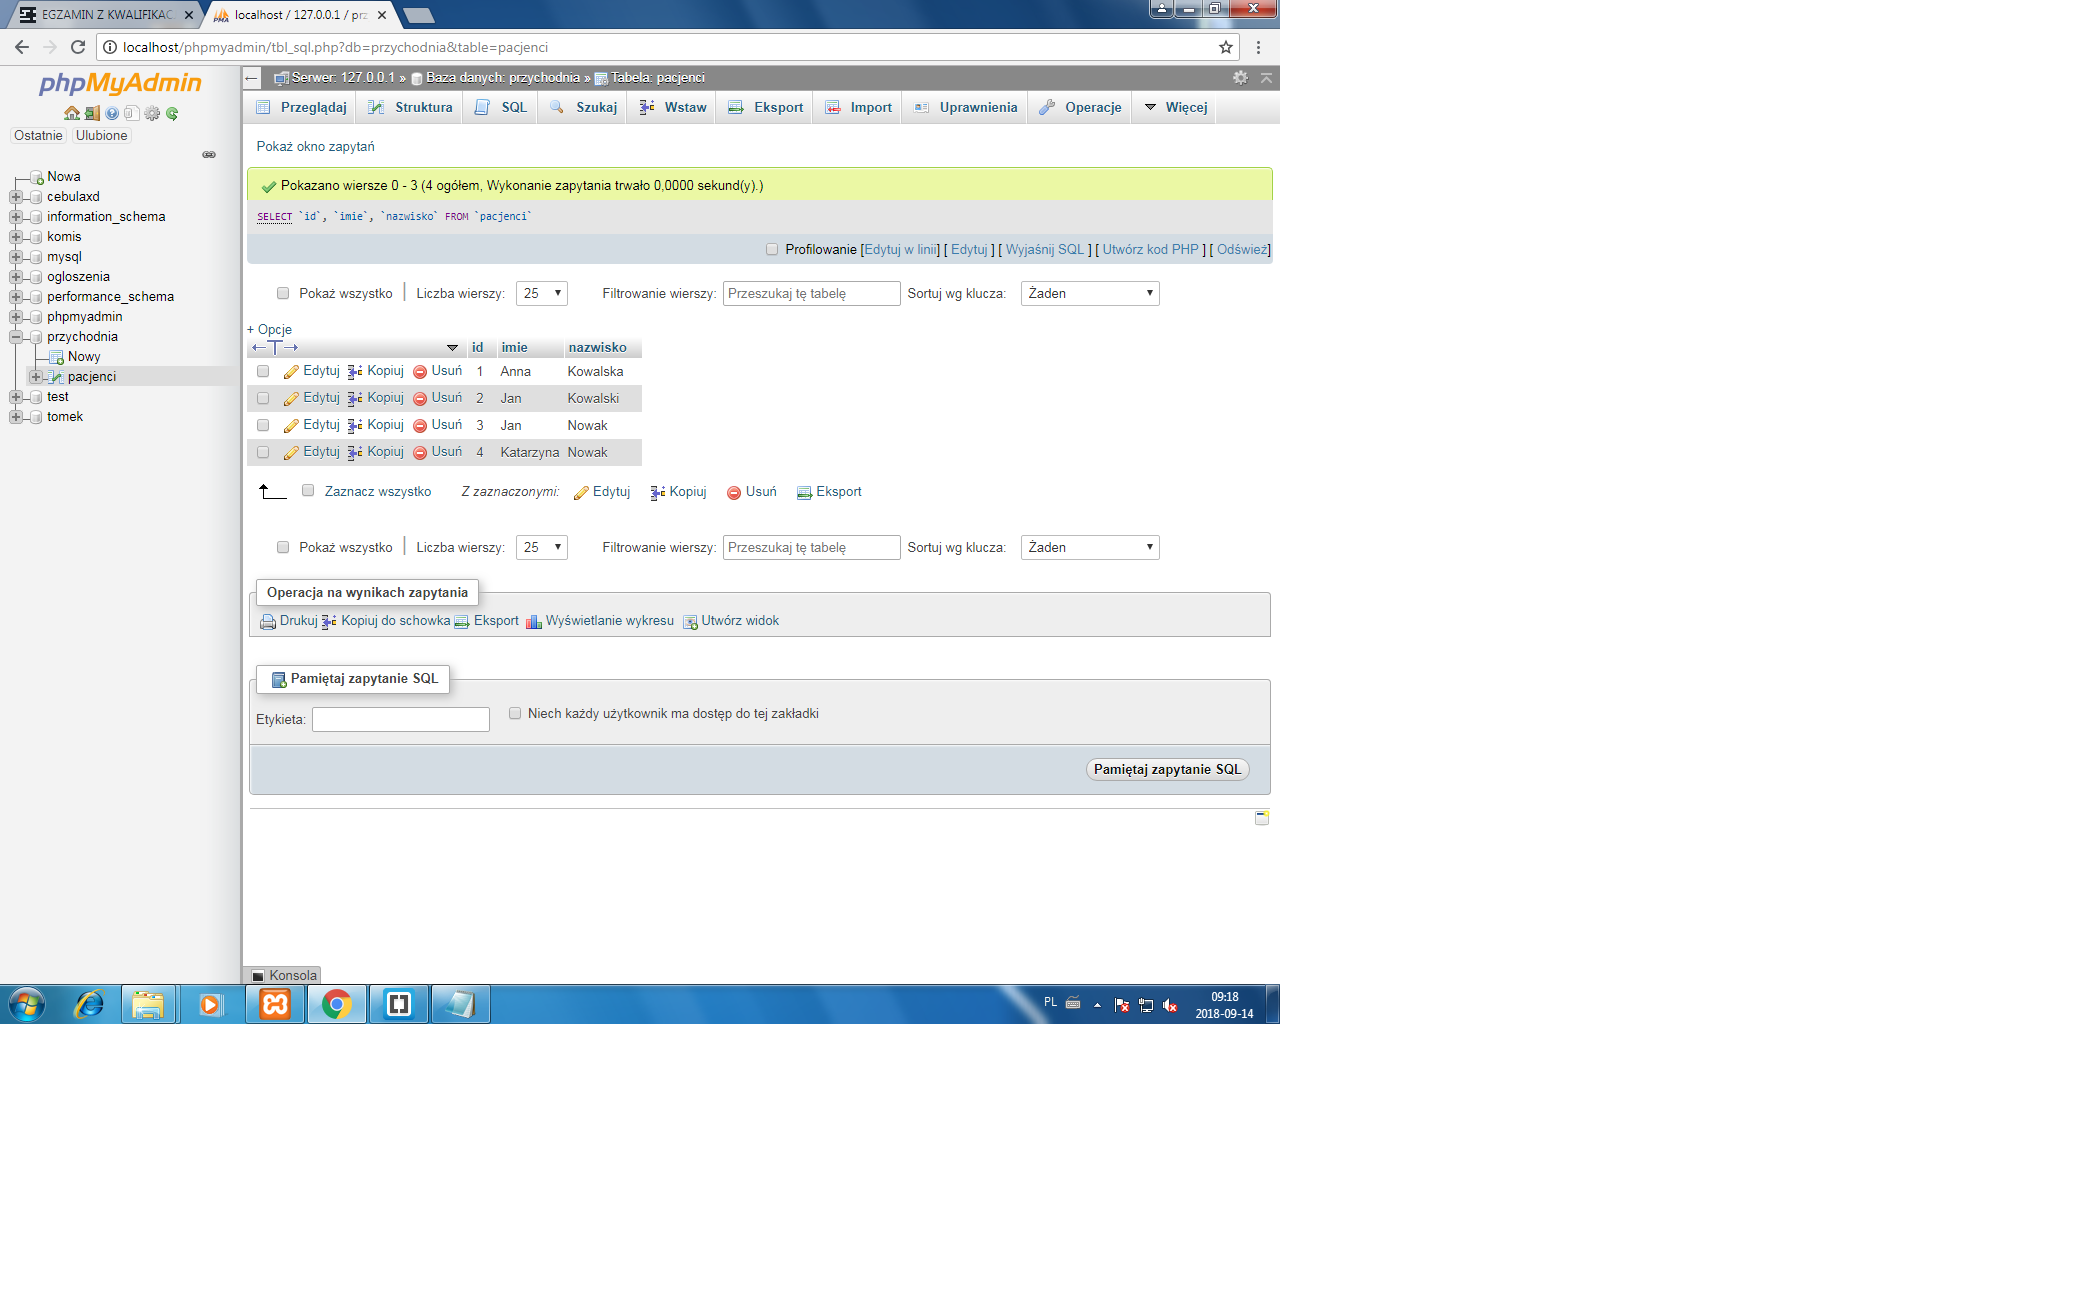 EGZAMIN Z KWALIFIKAC
localhost / 127.0.0.1 / prz
localhost/phpmyadmin/tbl_sql.php?db=przychodnia&table=pacjenci
phpMyAdmin
Ostatnie Ulubione
Nowa
cebulaxd
information_schema
komis
mysql
ogloszenia
performance_schema
phpmyadmin
przychodnia
Nowy
pacjenci
test
tomek
Serwer: 127.0.0.1 » Baza danych: przychodnia » Tabela: pacjenci
Przeglądaj Struktura SQL Szukaj Wstaw Eksport Import Uprawnienia Operacje Więcej
Pokaż okno zapytań
Pokazano wiersze 0 - 3 (4 ogółem, Wykonanie zapytania trwało 0,0000 sekund(y).)
SELECT `id`, `imie`, `nazwisko` FROM `pacjenci`
Profilowanie [Edytuj w linii] [ Edytuj ] [ Wyjaśnij SQL ] [ Utwórz kod PHP ] [ Odśwież]
Pokaż wszystko Liczba wierszy: 25 Filtrowanie wierszy: Przeszukaj tę tabelę Sortuj wg klucza: Żaden
+ Opcje
id imie nazwisko
Edytuj Kopiuj Usuń 1 Anna Kowalska
Edytuj Kopiuj Usuń 2 Jan Kowalski
Edytuj Kopiuj Usuń 3 Jan Nowak
Edytuj Kopiuj Usuń 4 Katarzyna Nowak
Zaznacz wszystko Z zaznaczonymi: Edytuj Kopiuj Usuń Eksport
Pokaż wszystko Liczba wierszy: 25 Filtrowanie wierszy: Przeszukaj tę tabelę Sortuj wg klucza: Żaden
Operacja na wynikach zapytania
Drukuj Kopiuj do schowka Eksport Wyświetlanie wykresu Utwórz widok
Pamiętaj zapytanie SQL
Etykieta: Niech każdy użytkownik ma dostęp do tej zakładki
Pamiętaj zapytanie SQL
Konsola
PL
09:18
2018-09-14